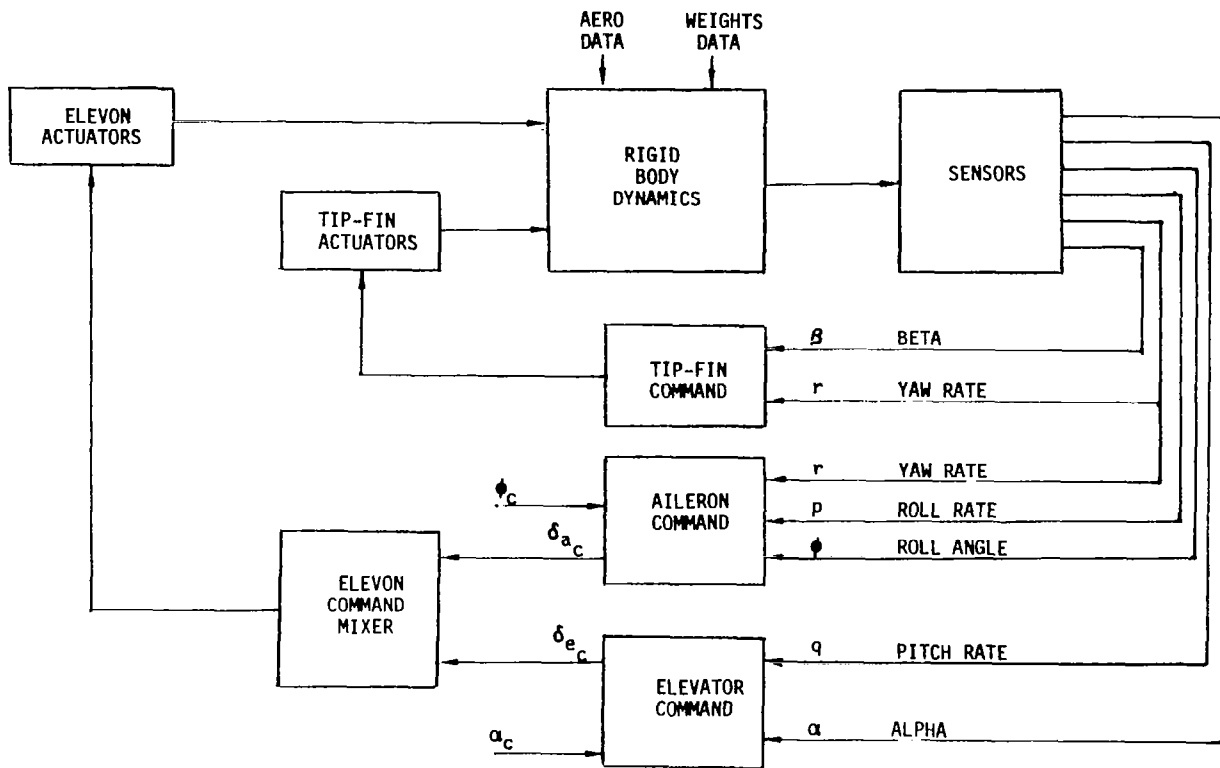 AERO
DATA
WEIGHTS
DATA
ELEVON
ACTUATORS
RIGID
BODY
DYNAMICS
SENSORS
TIP-FIN
ACTUATORS
TIP-FIN
COMMAND
β BETA
r YAW RATE
ϕc
AILERON
COMMAND
r YAW RATE
p ROLL RATE
ϕ ROLL ANGLE
δac
ELEVON
COMMAND
MIXER
δec
ELEVATOR
COMMAND
q PITCH RATE
αc
α ALPHA